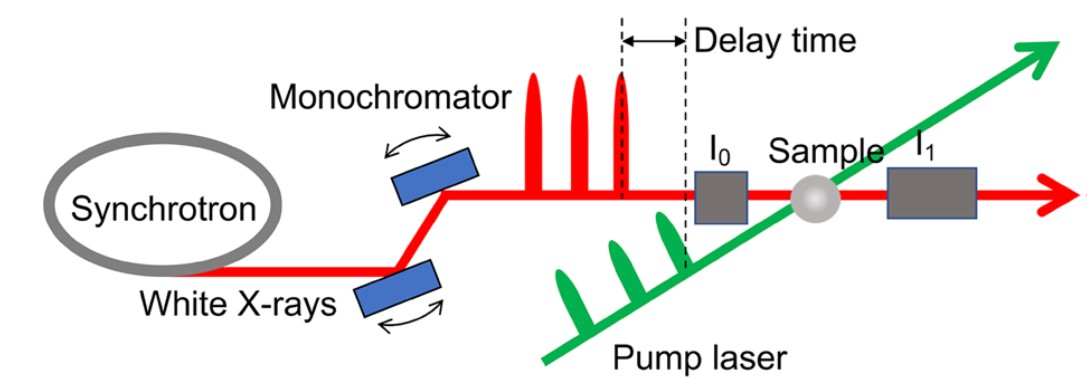 Delay time
Monochromator
I₀
Sample
I₁
Synchrotron
White X-rays
Pump laser